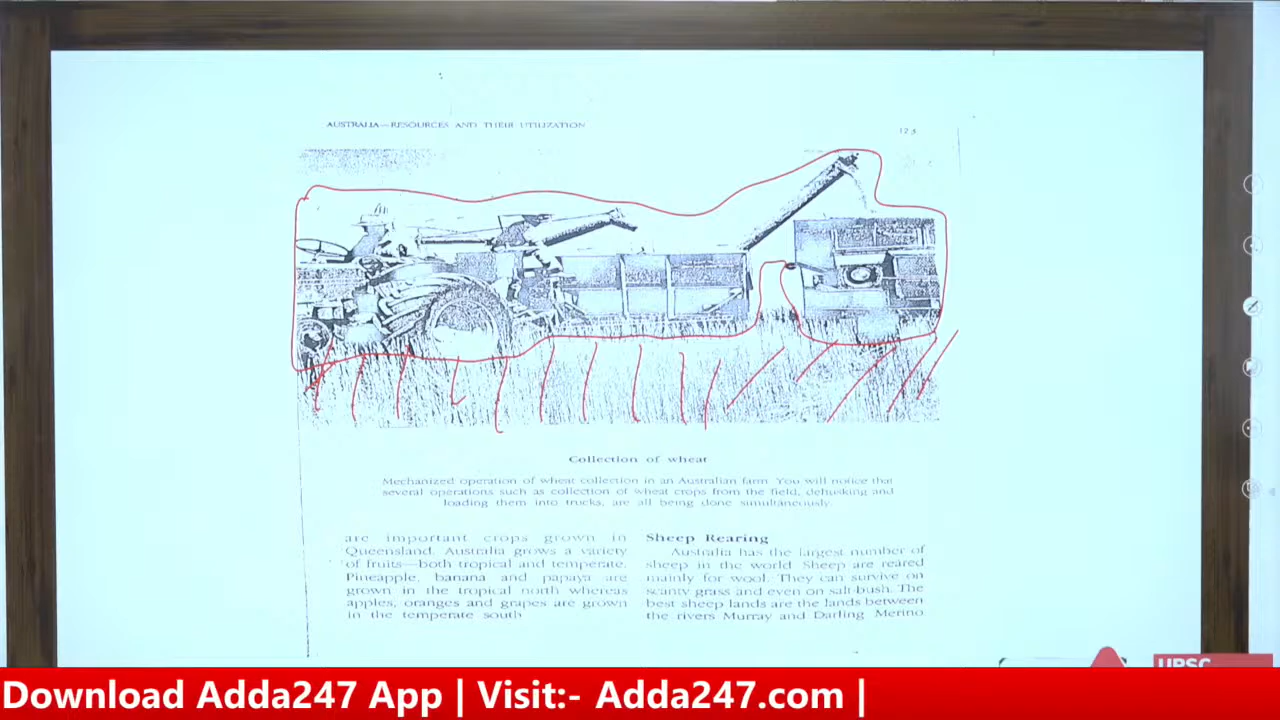 AUSTRALIA—RESOURCES AND THEIR UTILIZATION
123
Collection of wheat
Mechanized operation of wheat collection in an Australian farm. You will notice that
several operations such as collection of wheat crops from the field, dehusking and
loading them into trucks, are all being done simultaneously.
are important crops grown in
Queensland. Australia grows a variety
of fruits—both tropical and temperate.
Pineapple, banana and papaya are
grown in the tropical north whereas
apples, oranges and grapes are grown
in the temperate south
Sheep Rearing
Australia has the largest number of
sheep in the world Sheep are reared
mainly for wool. They can survive on
scanty grass and even on salt-bush. The
best sheep lands are the lands between
the rivers Murray and Darling Merino
UPSC
Download Adda247 App | Visit:- Adda247.com |